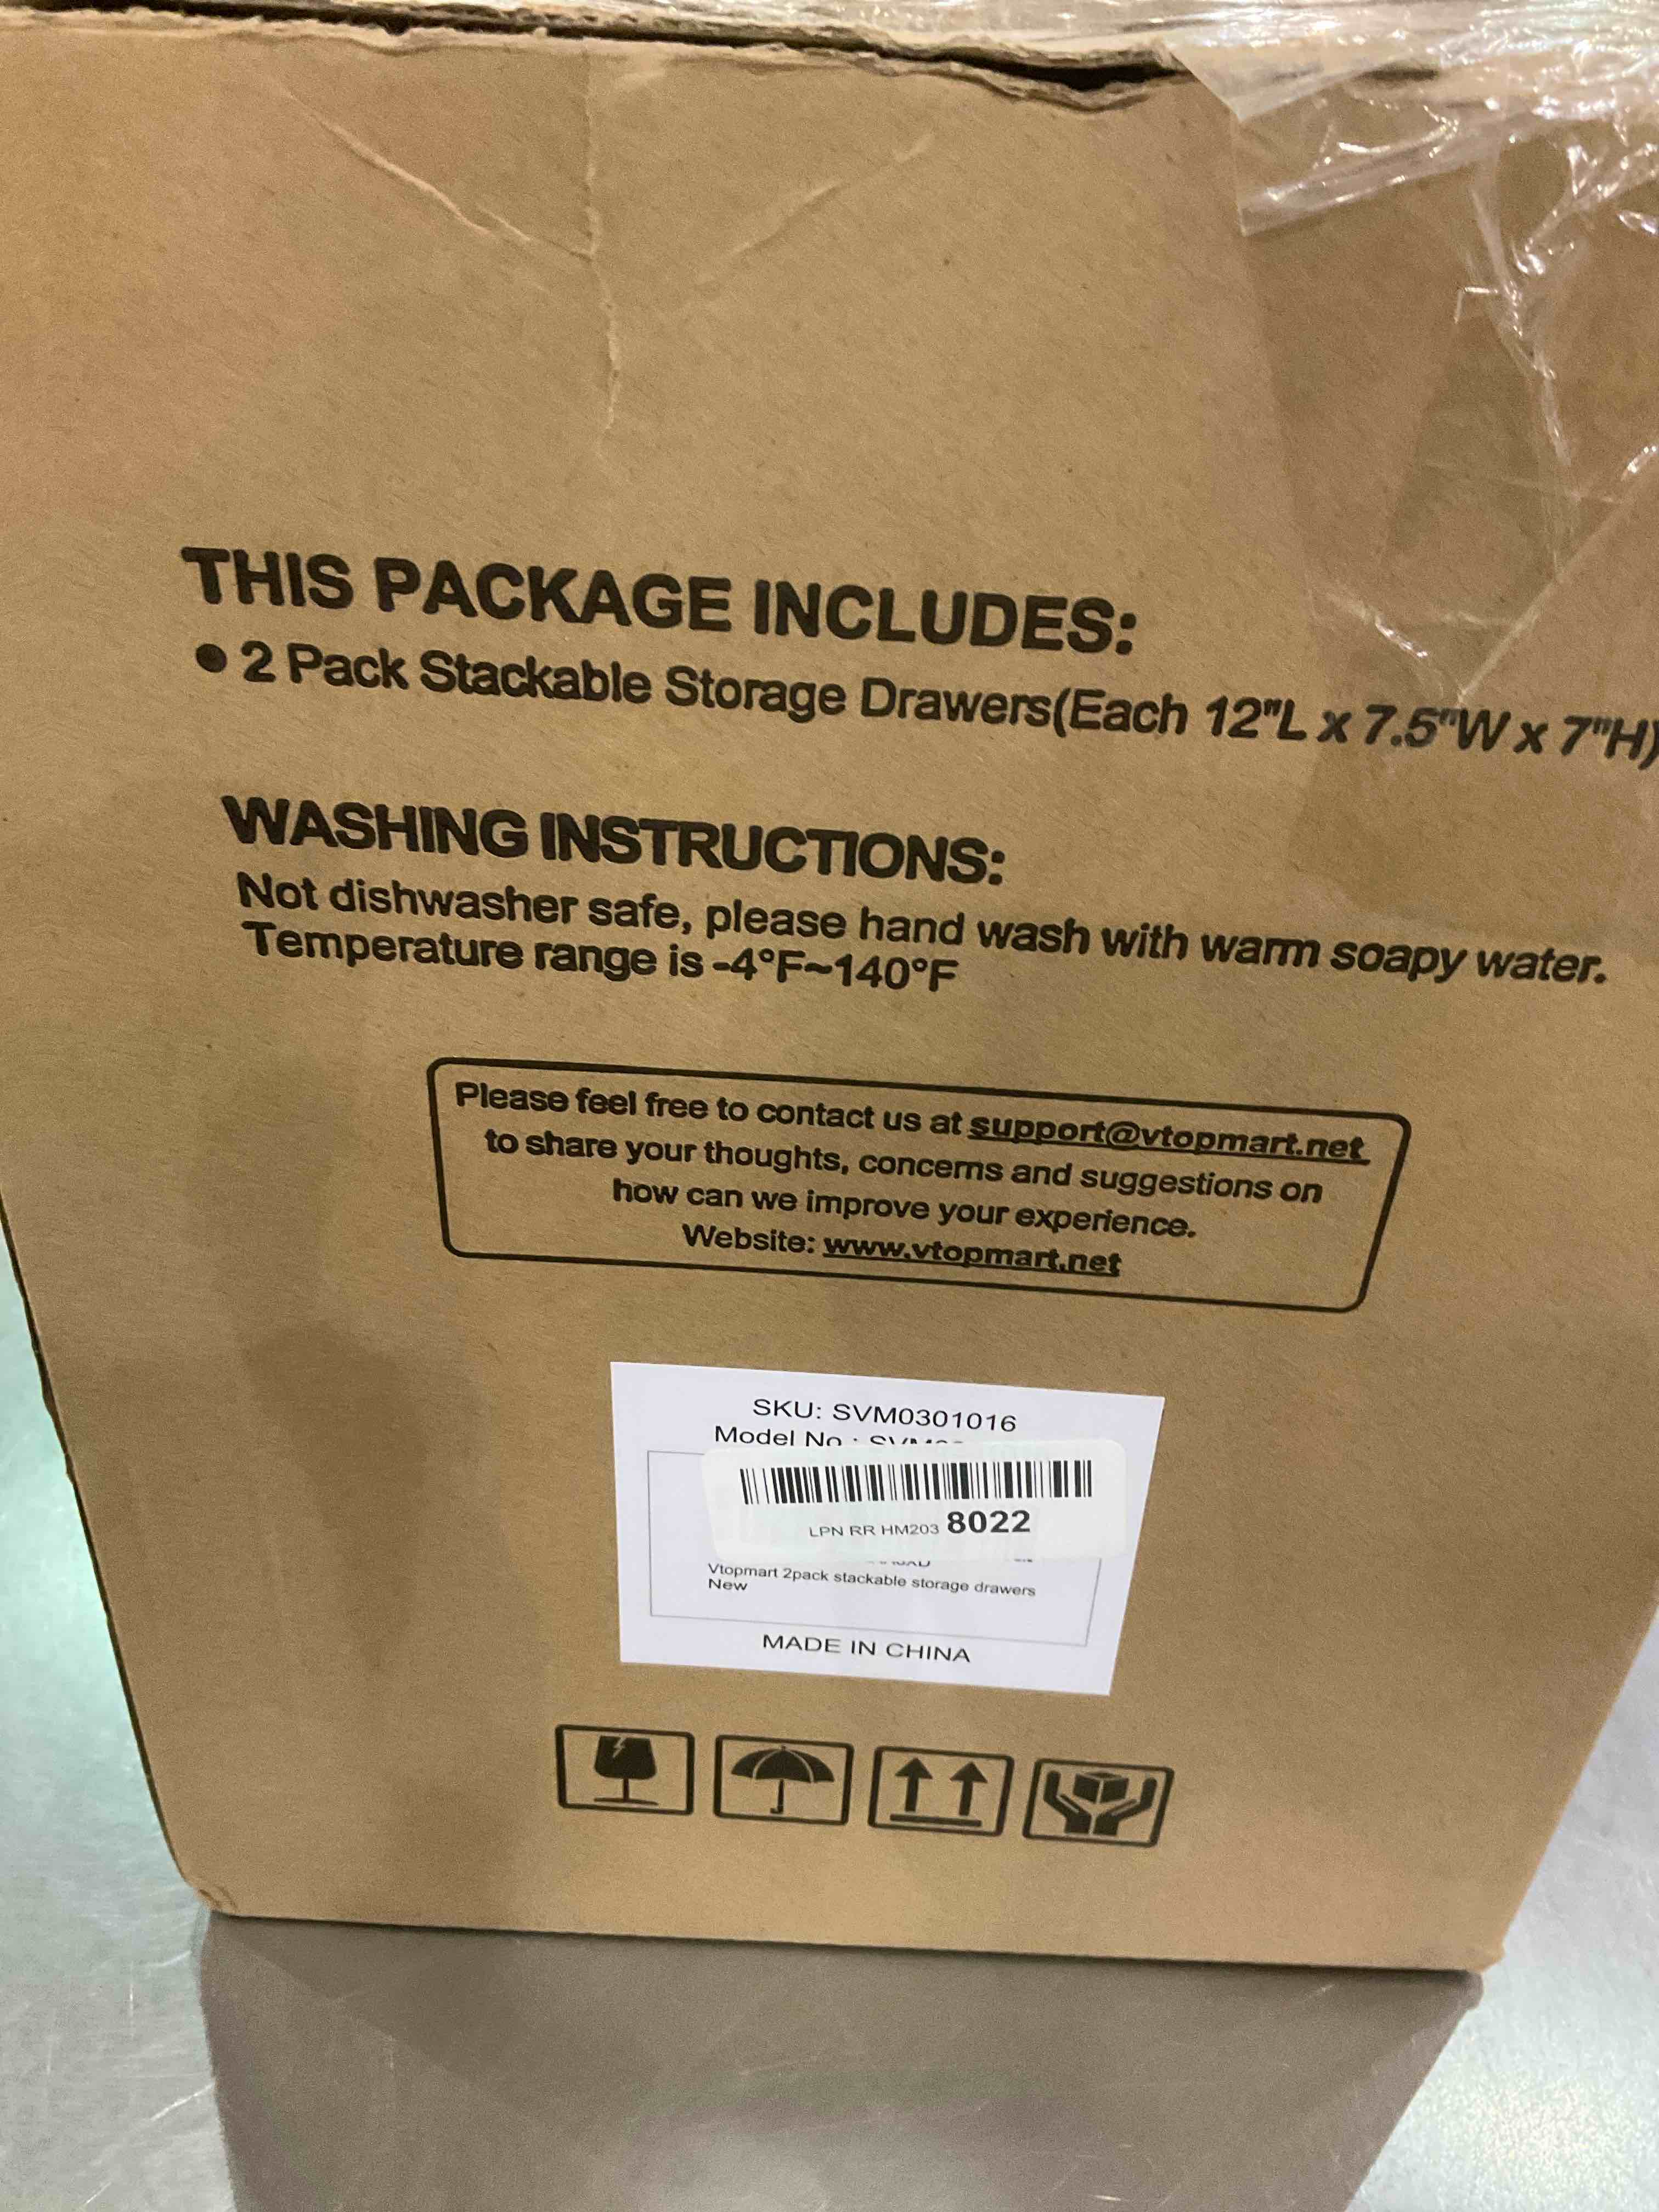 THIS PACKAGE INCLUDES:
● 2 Pack Stackable Storage Drawers(Each 12"L x 7.5"W x 7"H)
WASHING INSTRUCTIONS:
Not dishwasher safe, please hand wash with warm soapy water.
Temperature range is -4°F~140°F
Please feel free to contact us at support@vtopmart.net
to share your thoughts, concerns and suggestions on
how can we improve your experience.
Website: www.vtopmart.net
SKU: SVM0301016
Model No.:
LPN RR HM203 8022
Vtopmart 2pack stackable storage drawers
New
MADE IN CHINA